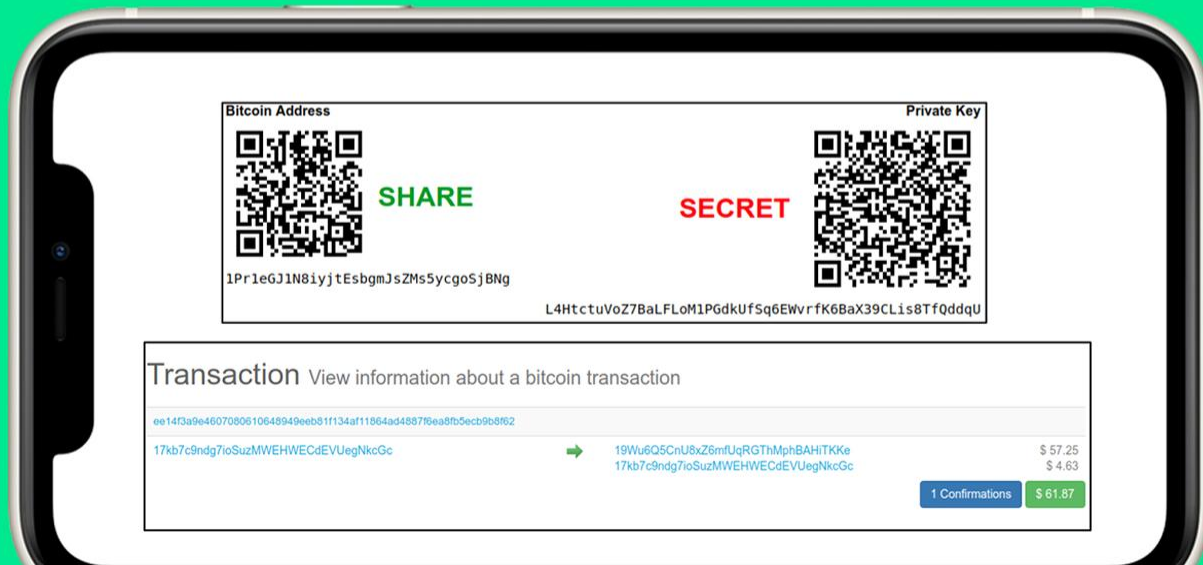 Bitcoin Address
Private Key
SHARE
SECRET
1Pr1eGJ1N8iyjtEsbgmJsZMs5ycgoSjBNg
L4HtctuVoZ7BaLFLoM1PGdkUfSq6EWvrfK6BaX39CLis8TfQddqU
Transaction View information about a bitcoin transaction
ee14f3a9e4607080610648949eeb81f134af11864ad4887f6ea8fb5ecb9b8f62
17kb7c9ndg7ioSuzMWEHWECdEVUegNkcGc
19Wu6Q5CnU8xZ6mfUqRGThMphBAHiTKKe $ 57.25
17kb7c9ndg7ioSuzMWEHWECdEVUegNkcGc $ 4.63
1 Confirmations $ 61.87